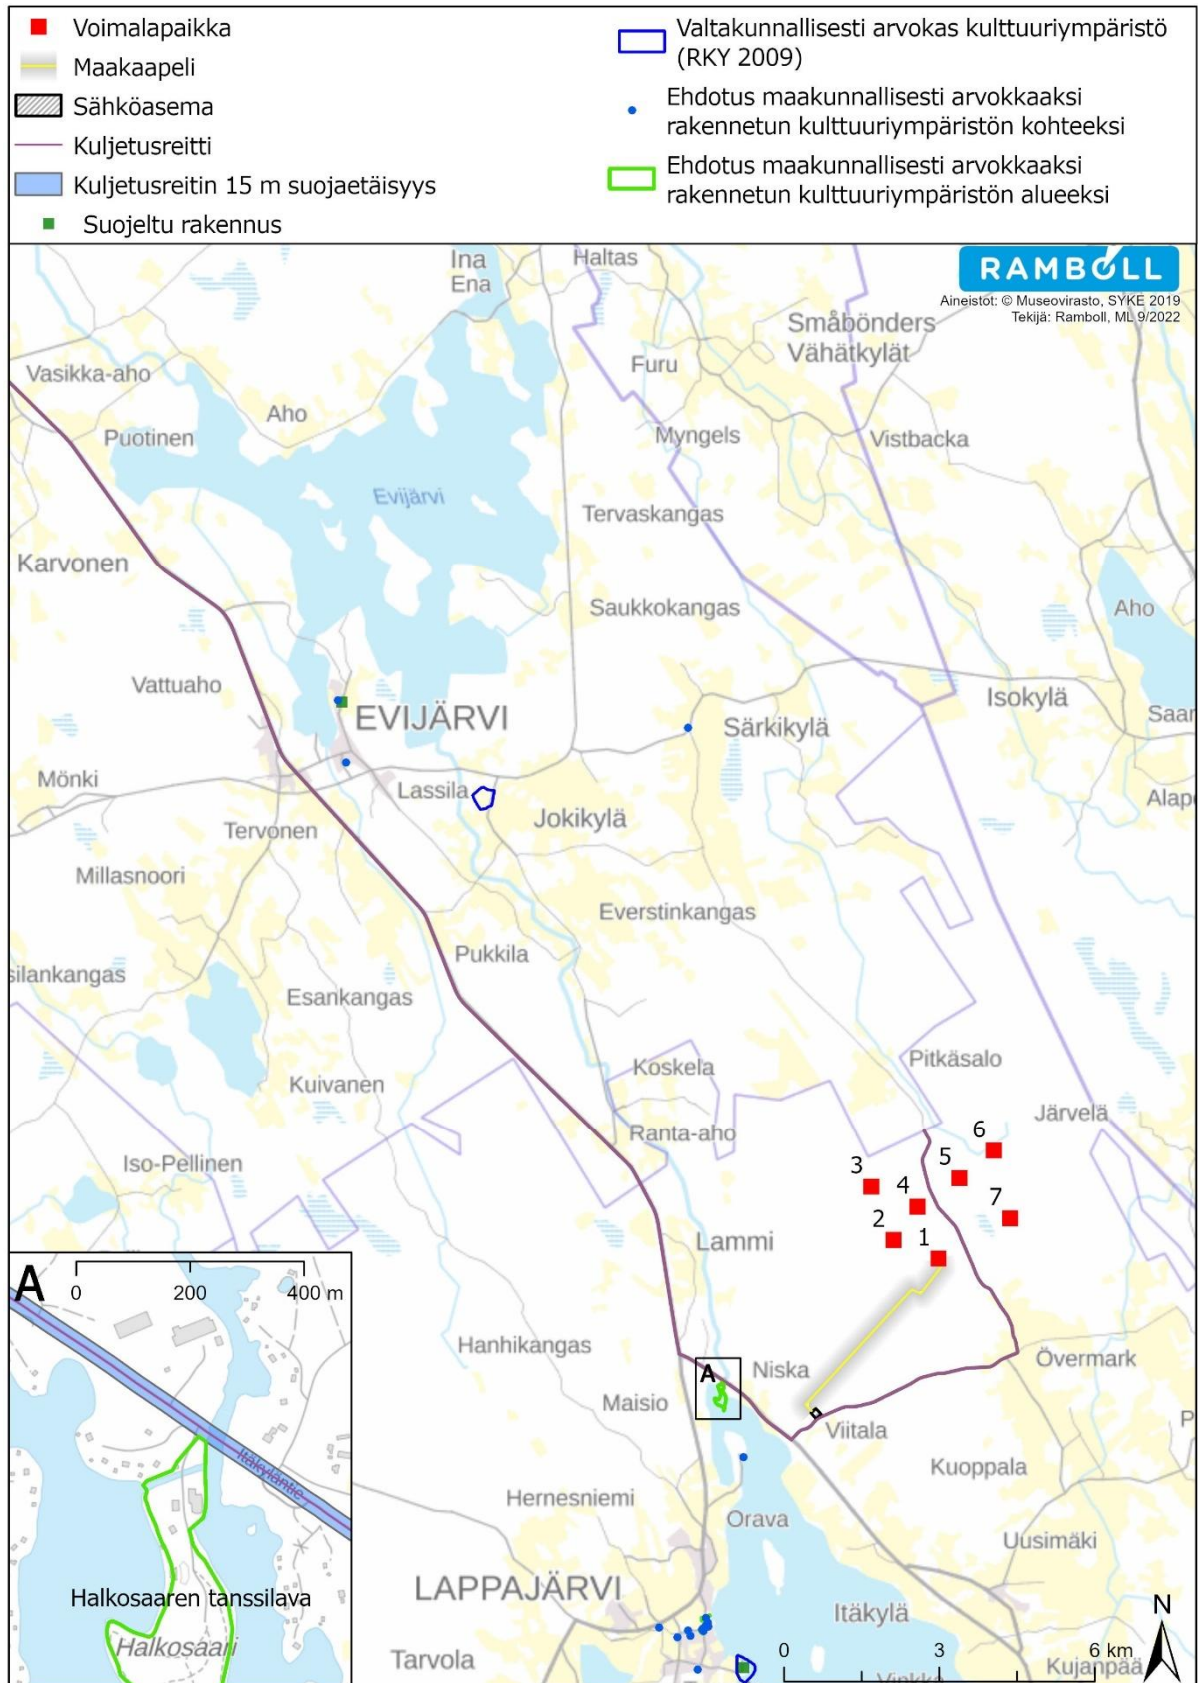 Voimalapaikka
Maakaapeli
Sähköasema
Kuljetusreitti
Kuljetusreitin 15 m suojaetäisyys
Suojeltu rakennus
Valtakunnallisesti arvokas kulttuuriympäristö
(RKY 2009)
Ehdotus maakunnallisesti arvokkaaksi
rakennetun kulttuuriympäristön kohteeksi
Ehdotus maakunnallisesti arvokkaaksi
rakennetun kulttuuriympäristön alueeksi
RAMBOLL
Aineistot: © Museovirasto, SYKE 2019
Tekijä: Ramboll, ML 9/2022
Ina
Ena
Haltas
Småbönders
Vähätkylät
Furu
Vasikka-aho
Aho
Puotinen
Myngels
Vistbacka
Evijärvi
Tervaskangas
Karvonen
Saukkokangas
Aho
Vattuaho
Isokylä
EVIJÄRVI
Särkikylä
Saar
Mönki
Lassila
Jokikylä
Alap
Tervonen
Millasnoori
Everstinkangas
Pukkila
silankangas
Esankangas
Koskela
Pitkäsalo
Kuivanen
Järvelä
Ranta-aho
Iso-Pellinen
6
5
3
4
7
2
1
Lammi
Hanhikangas
A
Niska
Övermark
Maisio
Viitala
P
Kuoppala
Hernesniemi
Orava
Uusimäki
LAPPAJÄRVI
Itäkylä
N
Tarvola
0 3 6 km
Kujanpää
Vinkka
A
0 200 400 m
Itäkyläntie
Halkosaaren tanssilava
Halkosaari